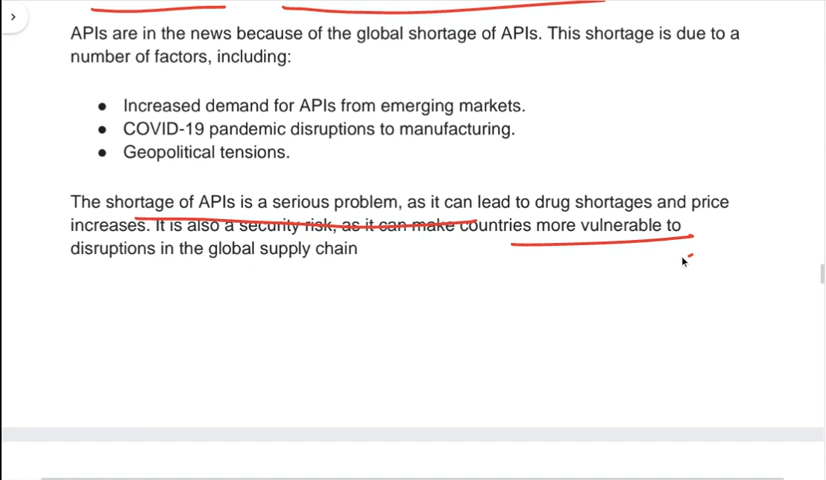 APIs are in the news because of the global shortage of APIs. This shortage is due to a
number of factors, including:
● Increased demand for APIs from emerging markets.
● COVID-19 pandemic disruptions to manufacturing.
● Geopolitical tensions.
The shortage of APIs is a serious problem, as it can lead to drug shortages and price
increases. It is also a security risk, as it can make countries more vulnerable to
disruptions in the global supply chain